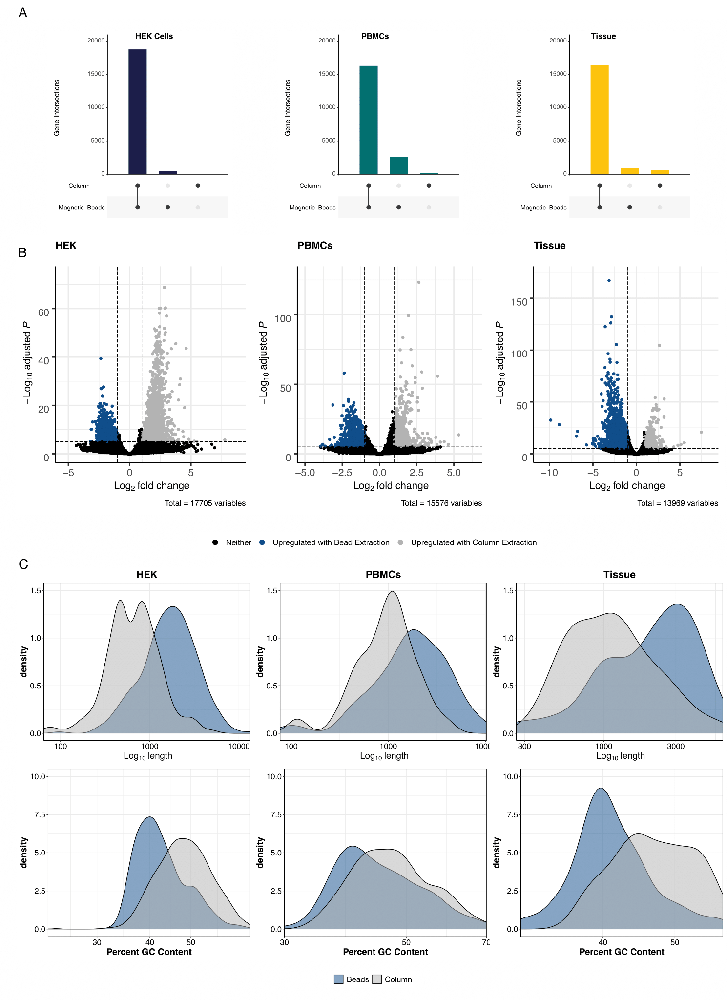 A
HEK Cells
PBMCs
Tissue
20000
15000
10000
5000
0
Gene Intersections
Column
Magnetic_Beads
20000
15000
10000
5000
0
Gene Intersections
Column
Magnetic_Beads
20000
15000
10000
5000
0
Gene Intersections
Column
Magnetic_Beads
B
HEK
PBMCs
Tissue
−Log10 adjusted P
60
40
20
0
−5 0 5
Log2 fold change
Total = 17705 variables
−Log10 adjusted P
100
50
0
−5.0 −2.5 0.0 2.5 5.0
Log2 fold change
Total = 15576 variables
−Log10 adjusted P
150
100
50
0
−10 −5 0 5
Log2 fold change
Total = 13969 variables
Neither Upregulated with Bead Extraction Upregulated with Column Extraction
C
HEK
PBMCs
Tissue
density
1.5
1.0
0.5
0.0
100 1000 10000
Log10 length
density
1.5
1.0
0.5
0.0
100 1000 1000
Log10 length
density
1.5
1.0
0.5
0.0
300 1000 3000
Log10 length
density
10.0
7.5
5.0
2.5
0.0
30 40 50
Percent GC Content
density
10.0
7.5
5.0
2.5
0.0
30 50 70
Percent GC Content
density
10.0
7.5
5.0
2.5
0.0
40 50
Percent GC Content
Beads Column